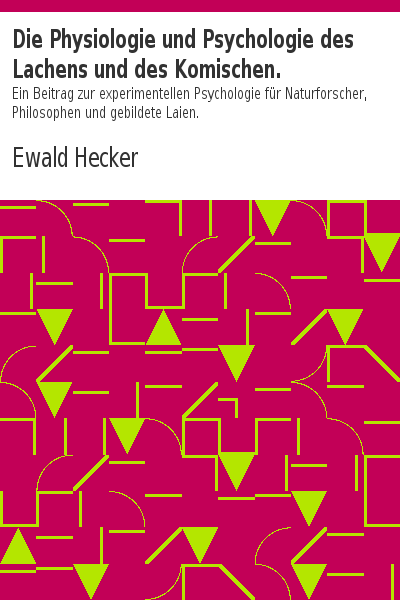 Die Physiologie und Psychologie des
Lachens und des Komischen.
Ein Beitrag zur experimentellen Psychologie für Naturforscher,
Philosophen und gebildete Laien.
Ewald Hecker